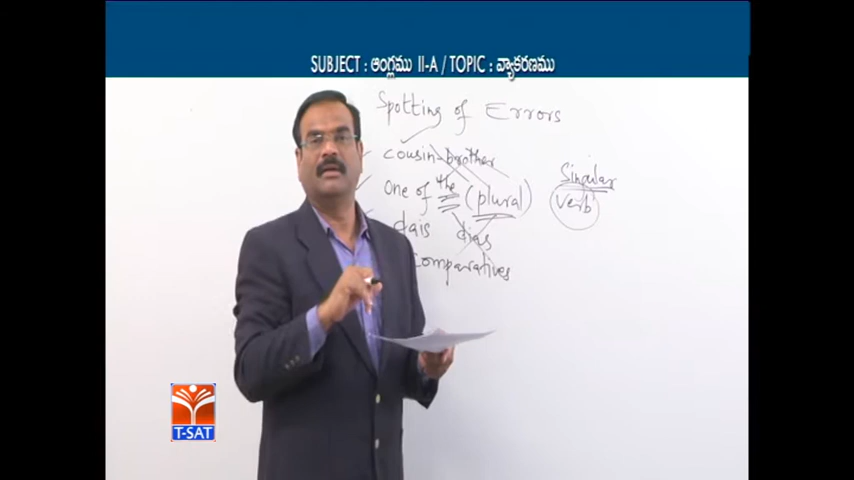 SUBJECT : ఆంగ్లము II-A / TOPIC : వ్యాకరణము
Spotting of Errors
cousin-brother
One of the (plural) Singular verb
dais dias
Comparatives
T-SAT